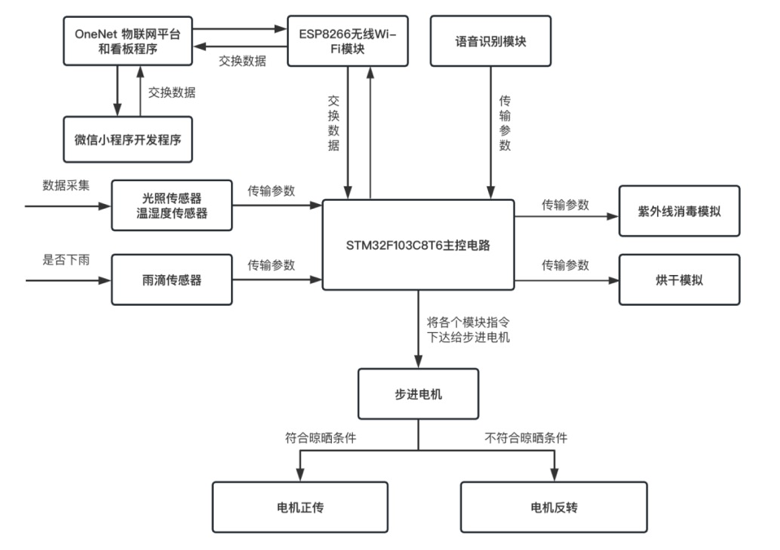 OneNet 物联网平台
和看板程序
ESP8266无线Wi-
Fi模块
语音识别模块
交换数据
交换数据
交换数据
传输参数
微信小程序开发程序
数据采集
光照传感器
温湿度传感器
传输参数
传输参数
紫外线消毒模拟
STM32F103C8T6主控电路
是否下雨
雨滴传感器
传输参数
传输参数
烘干模拟
将各个模块指令
下达给步进电机
步进电机
符合晾晒条件
不符合晾晒条件
电机正传
电机反转